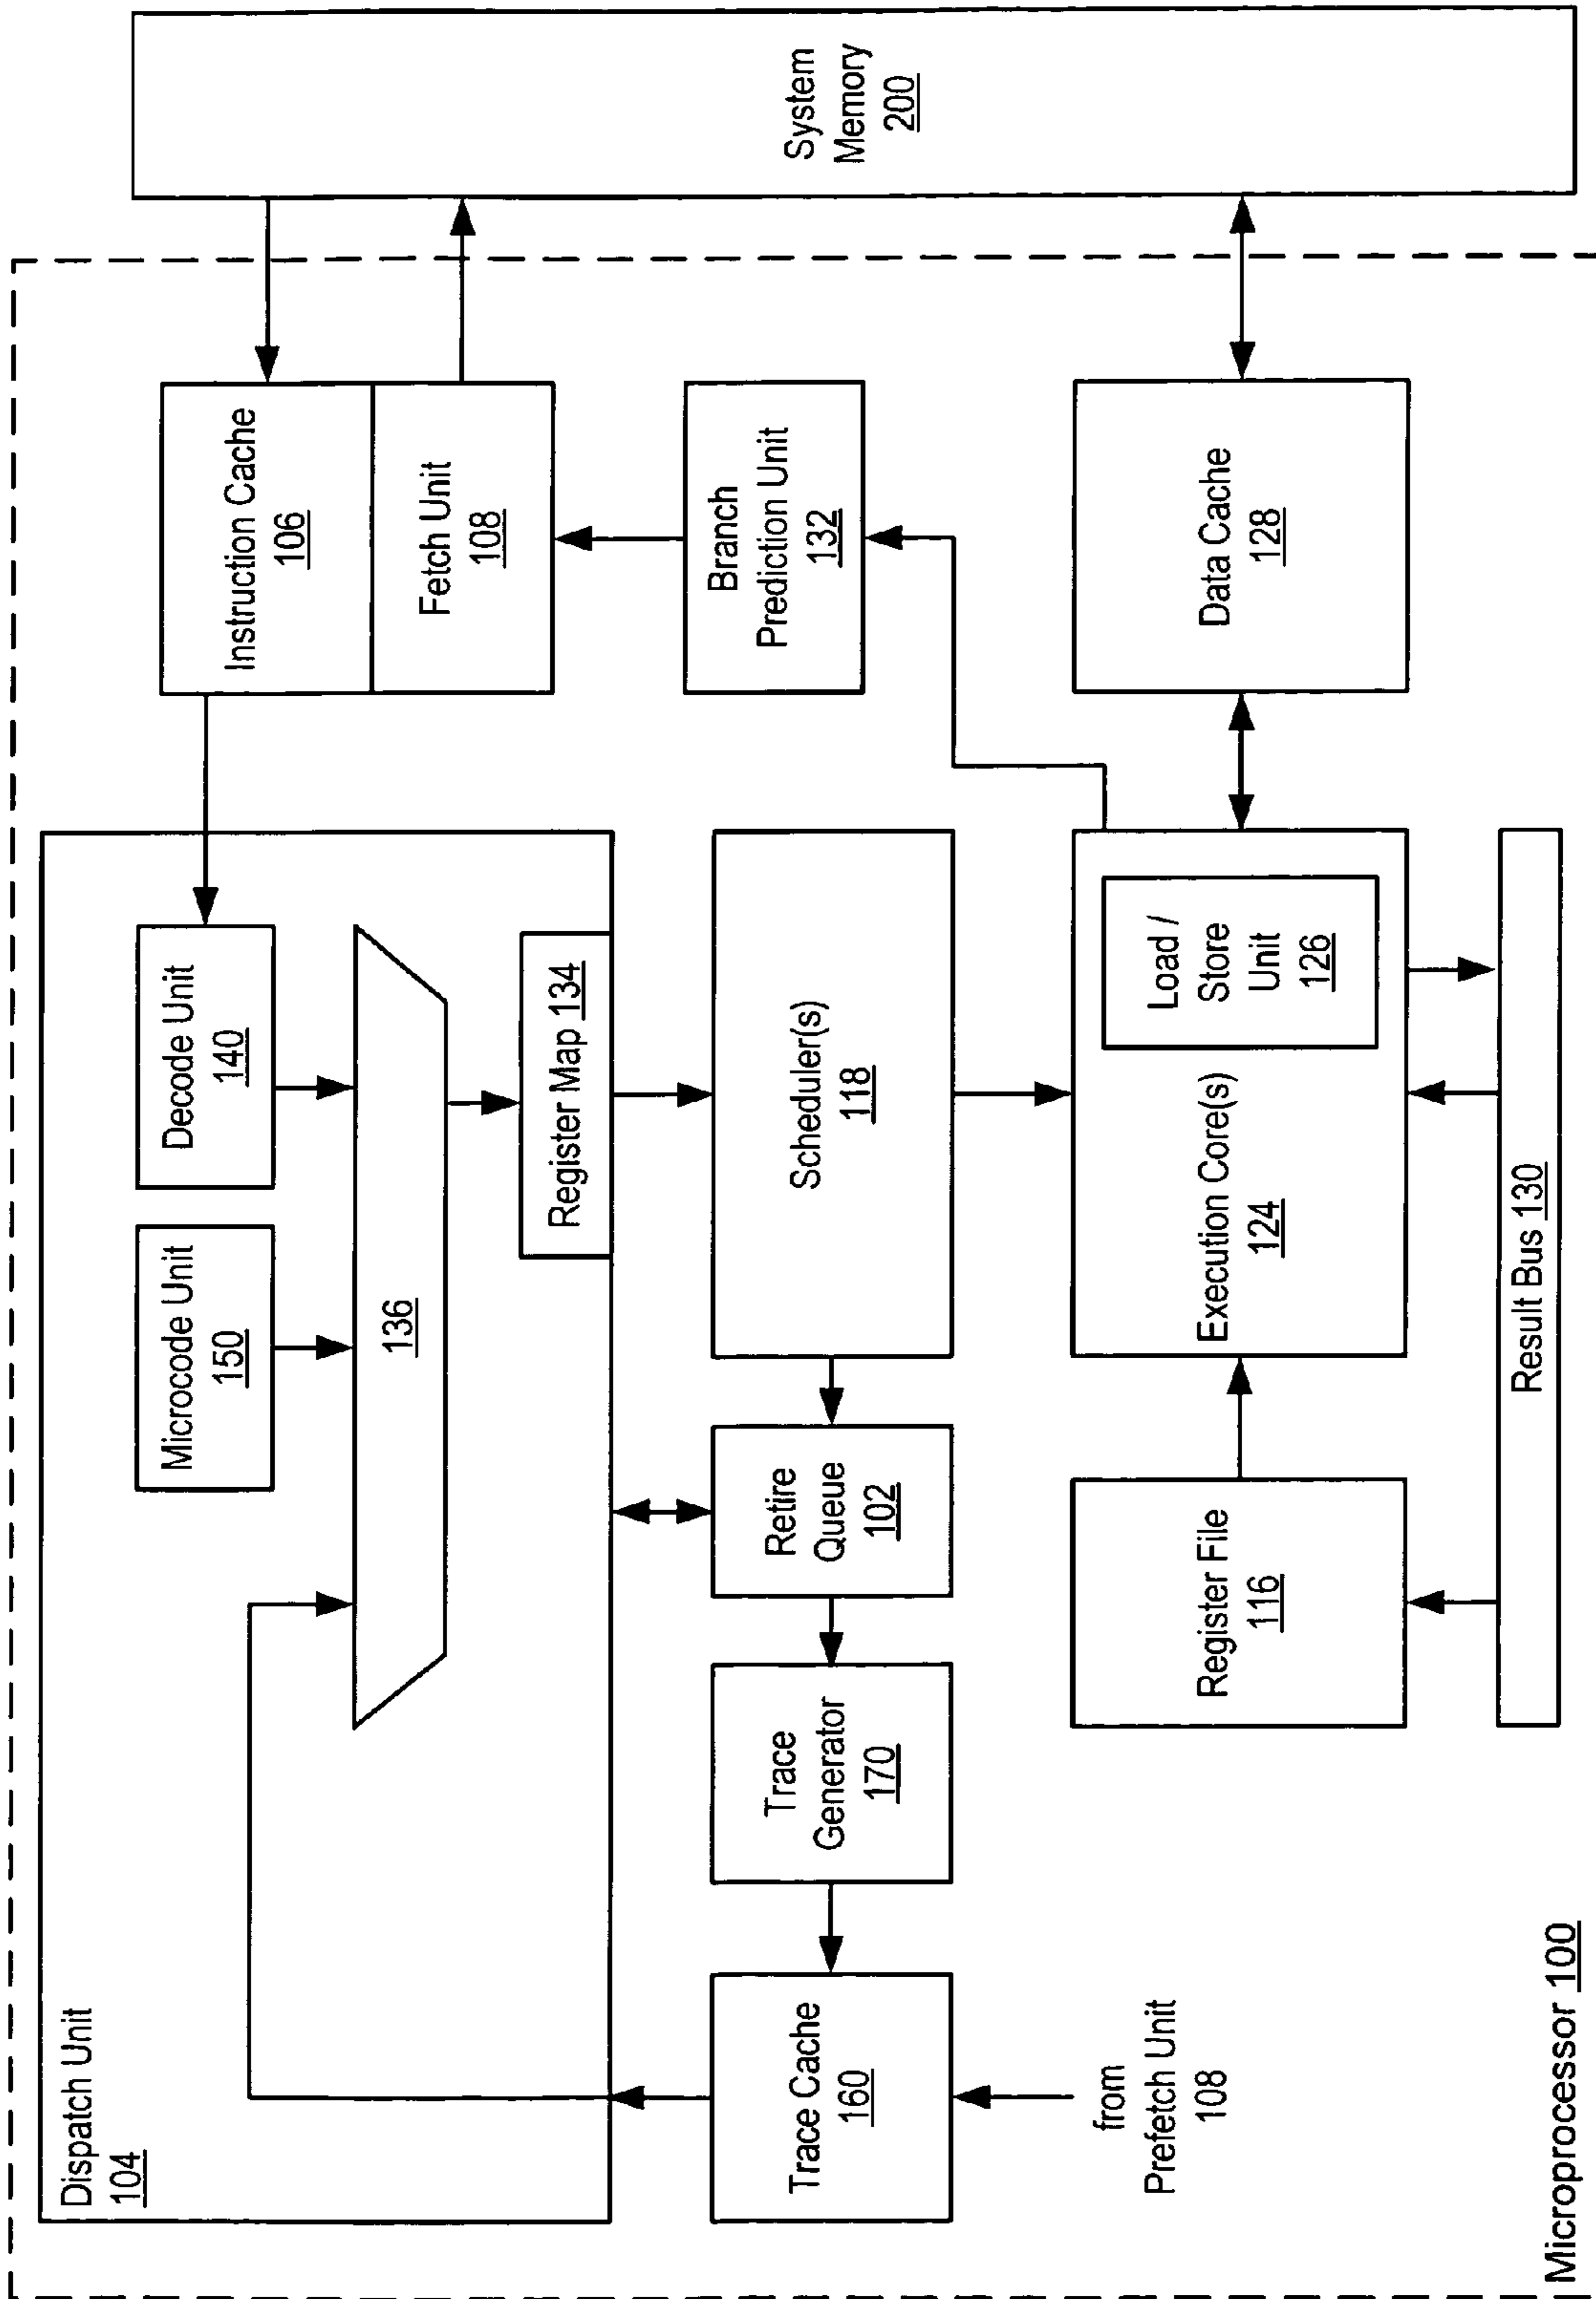 Dispatch Unit
104
Microcode Unit
150
Decode Unit
140
136
Register Map 134
Instruction Cache
106
Fetch Unit
108
Branch
Prediction Unit
132
System
Memory
200
Trace Cache
160
Trace
Generator
170
Retire
Queue
102
Scheduler(s)
118
from
Prefetch Unit
108
Register File
116
Execution Core(s)
124
Load /
Store
Unit
126
Data Cache
128
Result Bus 130
Microprocessor 100